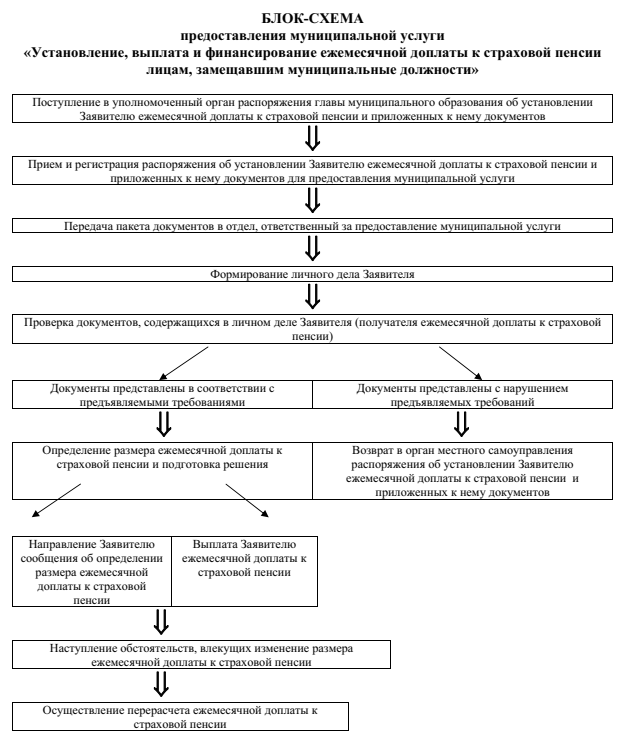 БЛОК-СХЕМА
предоставления муниципальной услуги
«Установление, выплата и финансирование ежемесячной доплаты к страховой пенсии
лицам, замещавшим муниципальные должности»
Поступление в уполномоченный орган распоряжения главы муниципального образования об установлении
Заявителю ежемесячной доплаты к страховой пенсии и приложенных к нему документов
Прием и регистрация распоряжения об установлении Заявителю ежемесячной доплаты к страховой пенсии и
приложенных к нему документов для предоставления муниципальной услуги
Передача пакета документов в отдел, ответственный за предоставление муниципальной услуги
Формирование личного дела Заявителя
Проверка документов, содержащихся в личном деле Заявителя (получателя ежемесячной доплаты к страховой
пенсии)
Документы представлены в соответствии с
предъявляемыми требованиями
Документы представлены с нарушением
предъявляемых требований
Определение размера ежемесячной доплаты к
страховой пенсии и подготовка решения
Возврат в орган местного самоуправления
распоряжения об установлении Заявителю
ежемесячной доплаты к страховой пенсии и
приложенных к нему документов
Направление Заявителю
сообщения об определении
размера ежемесячной
доплаты к страховой
пенсии
Выплата Заявителю
ежемесячной доплаты к
страховой пенсии
Наступление обстоятельств, влекущих изменение размера
ежемесячной доплаты к страховой пенсии
Осуществление перерасчета ежемесячной доплаты к
страховой пенсии